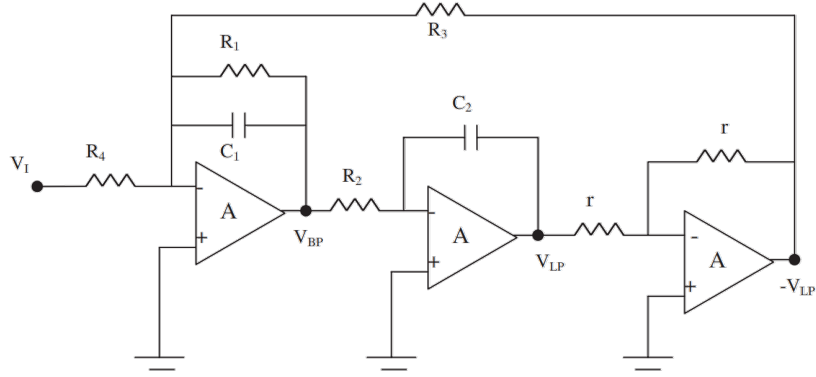 R3
R1
C1
C2
r
VI
R4
-
A
+
VBP
R2
-
A
+
VLP
r
-
A
+
-VLP